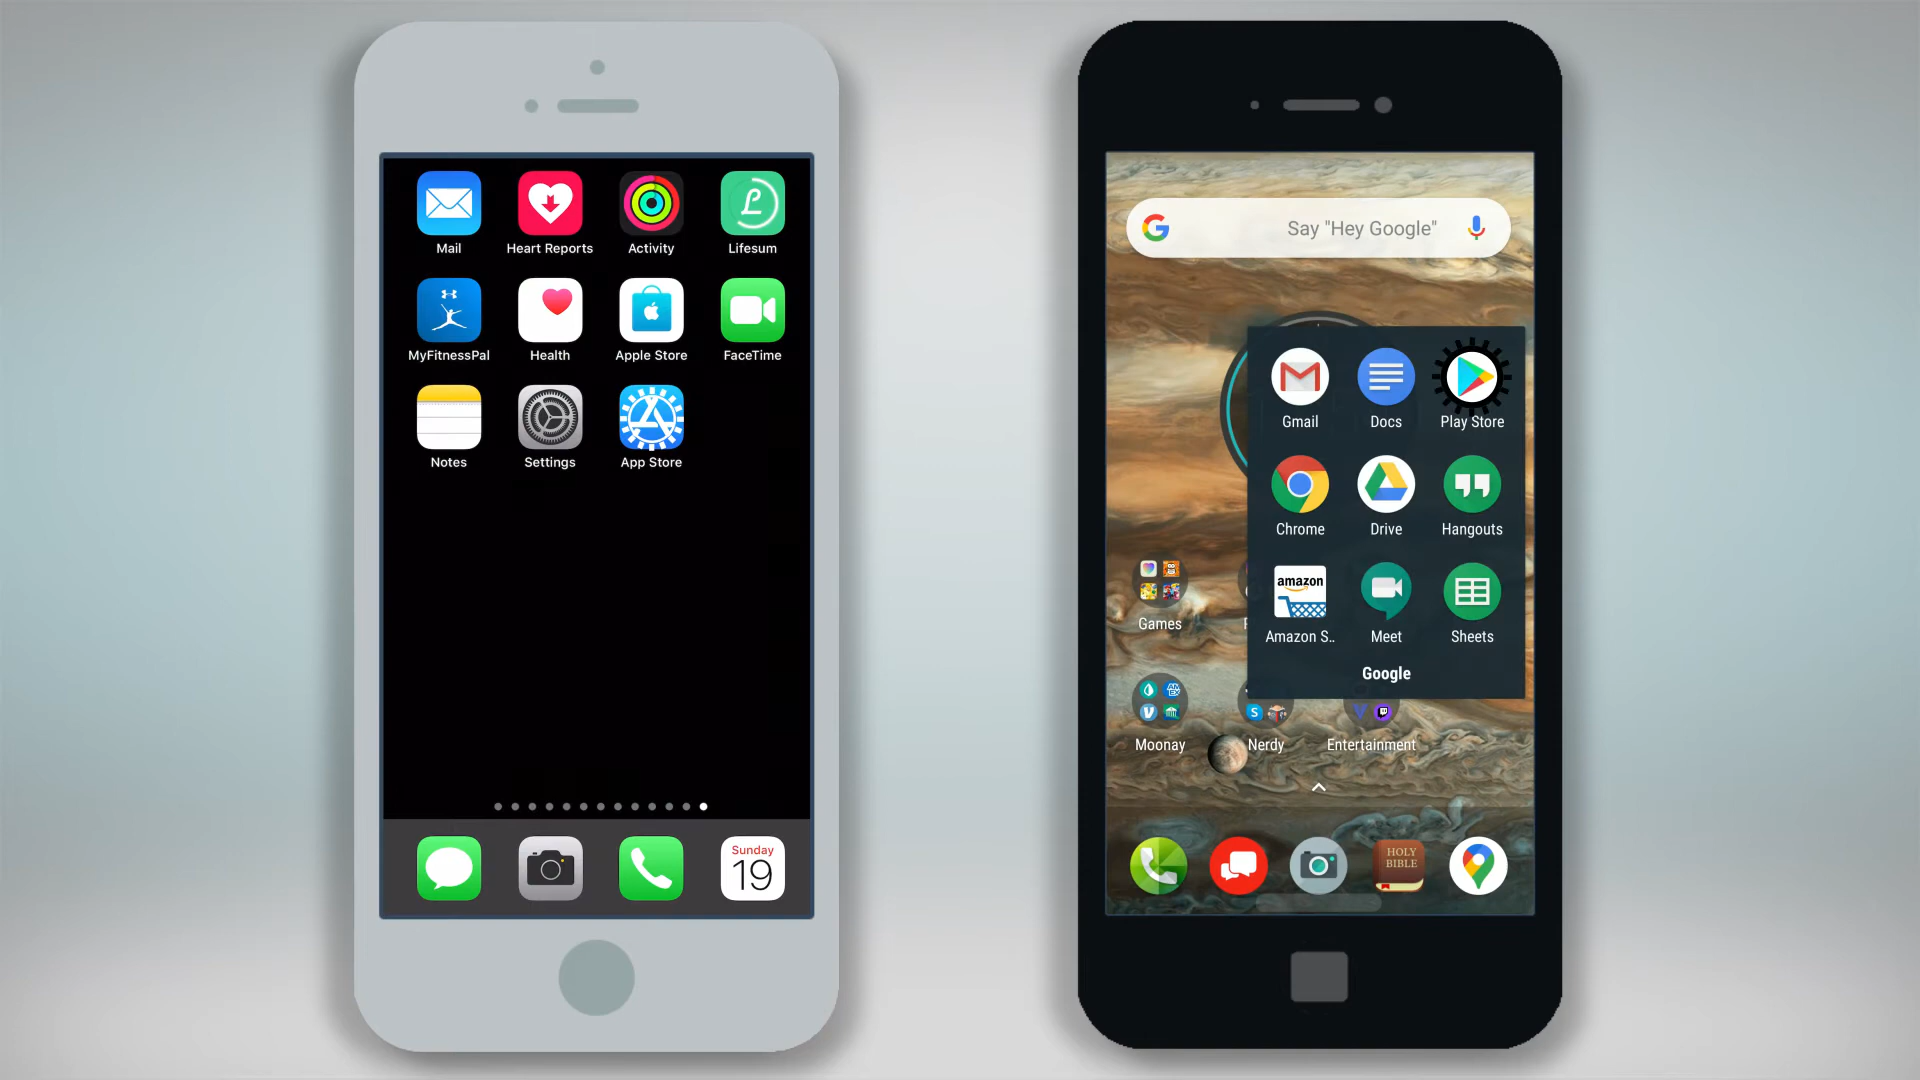 Mail Heart Reports Activity Lifesum
MyFitnessPal Health Apple Store FaceTime
Notes Settings App Store
Sunday
19
Say "Hey Google"
Gmail Docs Play Store
Chrome Drive Hangouts
amazon
Amazon S.. Meet Sheets
Google
Games
Moonay Nerdy Entertainment
HOLY
BIBLE